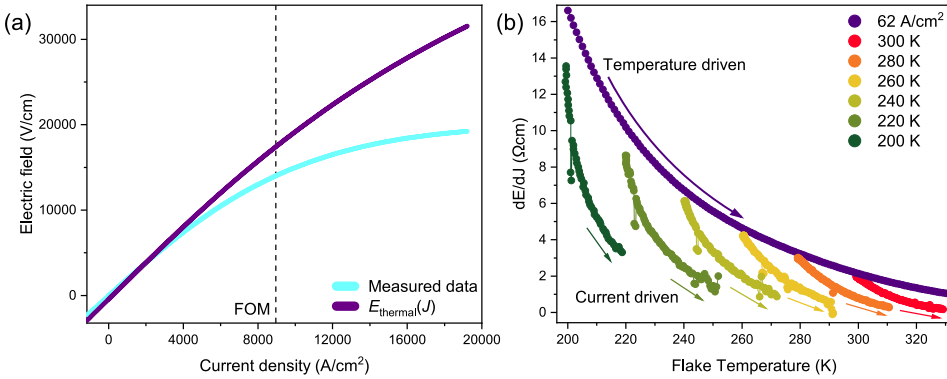 (a)
30000
20000
10000
0
Electric field (V/cm)
FOM
Measured data
E_thermal(J)
0
4000
8000
12000
16000
20000
Current density (A/cm²)
(b)
16
14
12
10
8
6
4
2
0
dE/dJ (Ωcm)
Temperature driven
Current driven
62 A/cm²
300 K
280 K
260 K
240 K
220 K
200 K
200
220
240
260
280
300
320
Flake Temperature (K)